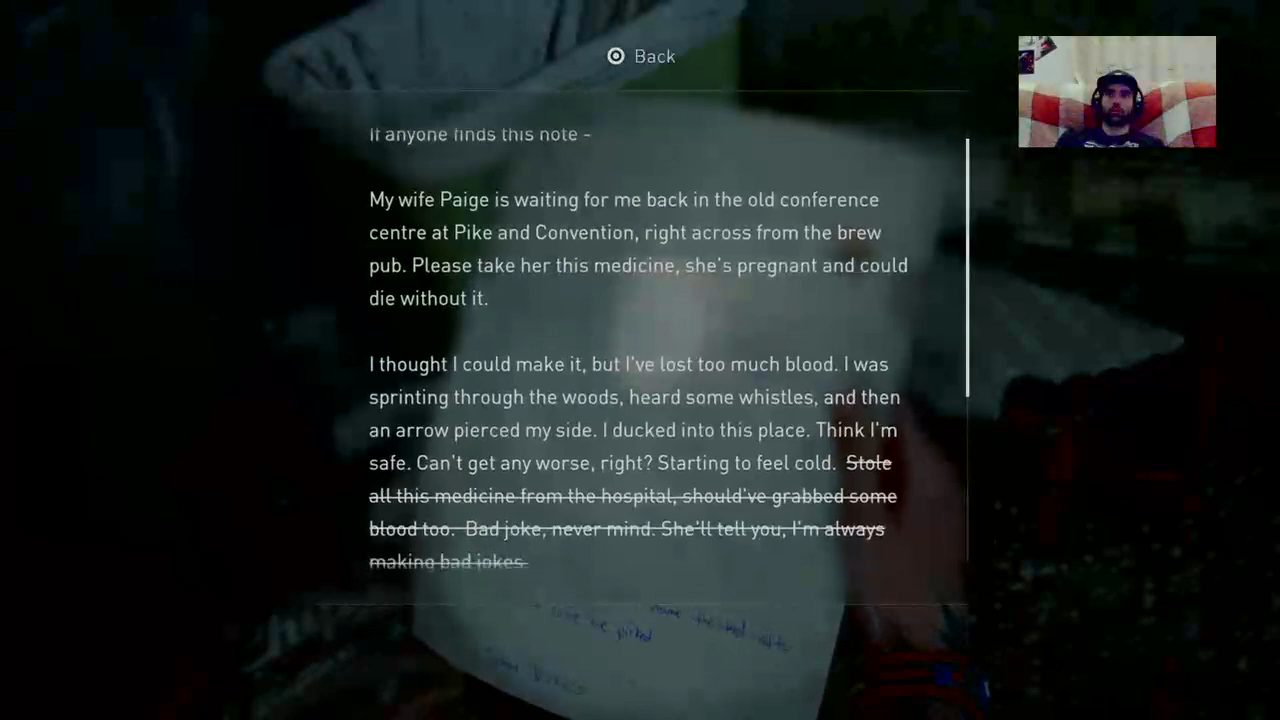 Back
If anyone finds this note -
My wife Paige is waiting for me back in the old conference
centre at Pike and Convention, right across from the brew
pub. Please take her this medicine, she's pregnant and could
die without it.
I thought I could make it, but I've lost too much blood. I was
sprinting through the woods, heard some whistles, and then
an arrow pierced my side. I ducked into this place. Think I'm
safe. Can't get any worse, right? Starting to feel cold. Stole
all this medicine from the hospital, should've grabbed some
blood too. Bad joke, never mind. She'll tell you, I'm always
making bad jokes.
name the
we picked